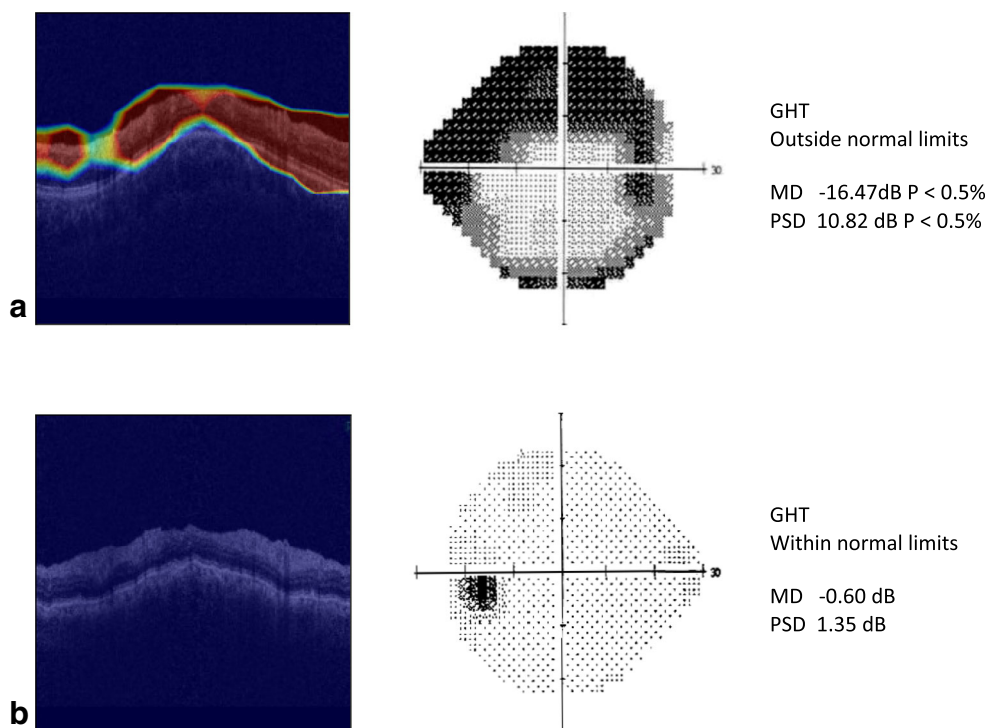 30
GHT
Outside normal limits
MD -16.47dB P < 0.5%
PSD 10.82 dB P < 0.5%
a
30
GHT
Within normal limits
MD -0.60 dB
PSD 1.35 dB
b